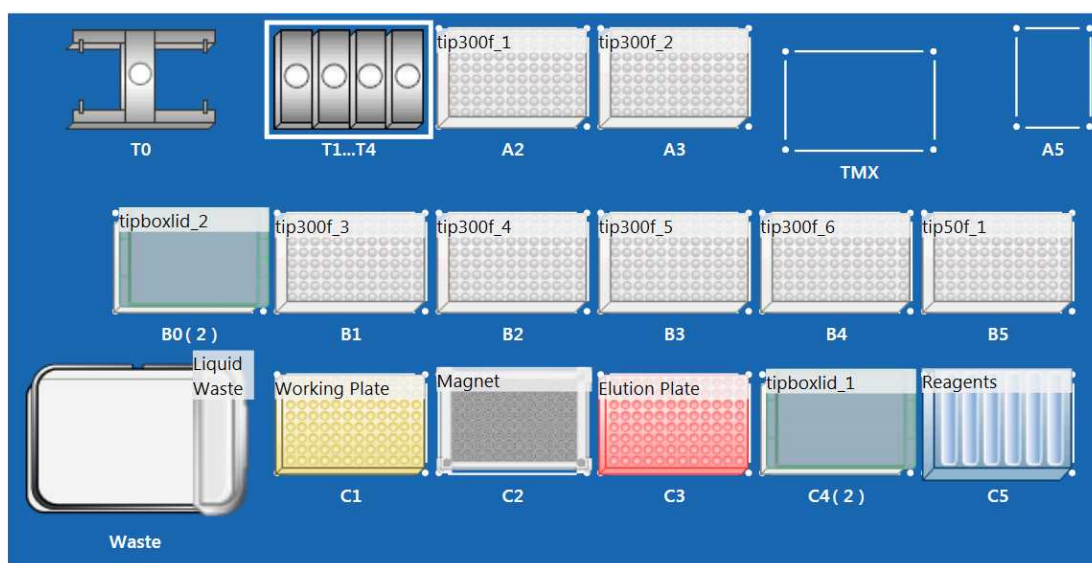 tip300f_1
tip300f_2
T0
T1...T4
A2
A3
TMX
A5
tipboxlid_2
tip300f_3
tip300f_4
tip300f_5
tip300f_6
tip50f_1
B0 ( 2 )
B1
B2
B3
B4
B5
Liquid
Waste
Working Plate
Magnet
Elution Plate
tipboxlid_1
Reagents
C1
C2
C3
C4 ( 2 )
C5
Waste